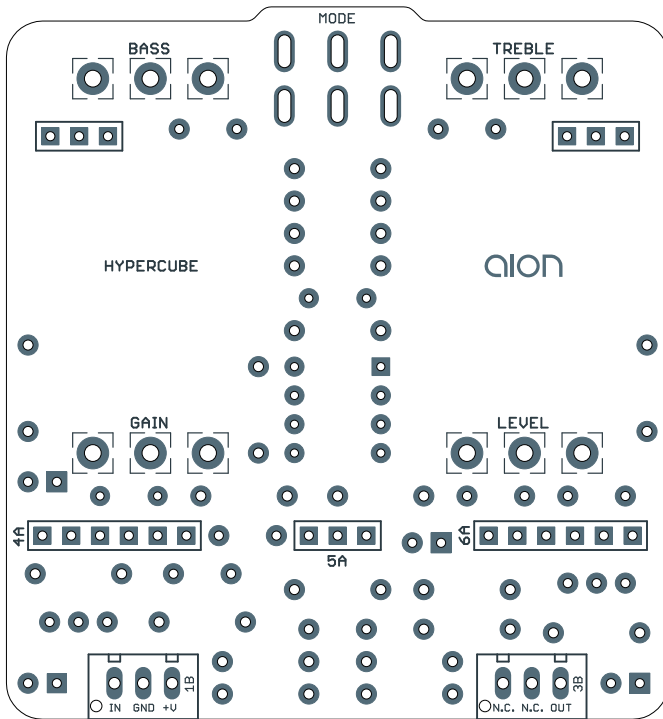 MODE
BASS
TREBLE
HYPERCUBE
aion
GAIN
LEVEL
4A
5A
6A
IN GND +V
1B
N.C. N.C. OUT
3B